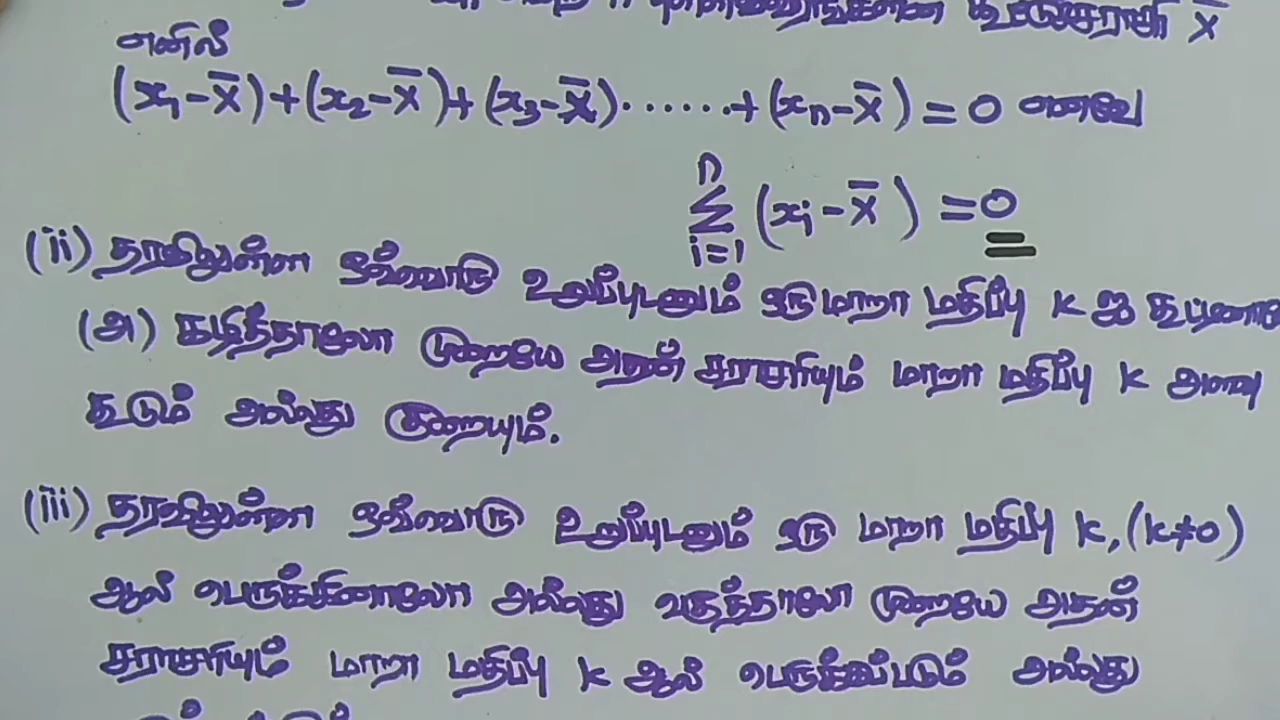 கூட்டுசராசரி x̄
எனில்
(x₁-x̄)+(x₂-x̄)+(x₃-x̄)·······+(xₙ-x̄)=0 எனவே
n
Σ (xᵢ-x̄) =0
i=1
(ii) தரவிலுள்ள ஒவ்வொரு உறுப்புடனும் ஒரு மாறா மதிப்பு k ஐ
(அ) கழித்தாலோ முறையே அதன் சராசரியும் மாறா மதிப்பு k அளவு
கூடும் அல்லது குறையும்.
(iii) தரவிலுள்ள ஒவ்வொரு உறுப்புடனும் ஒரு மாறா மதிப்பு k,(k≠0)
ஆல் பெருக்கினாலோ அல்லது வகுத்தாலோ முறையே அதன்
சராசரியும் மாறா மதிப்பு k ஆல் பெருக்கப்படும் அல்லது